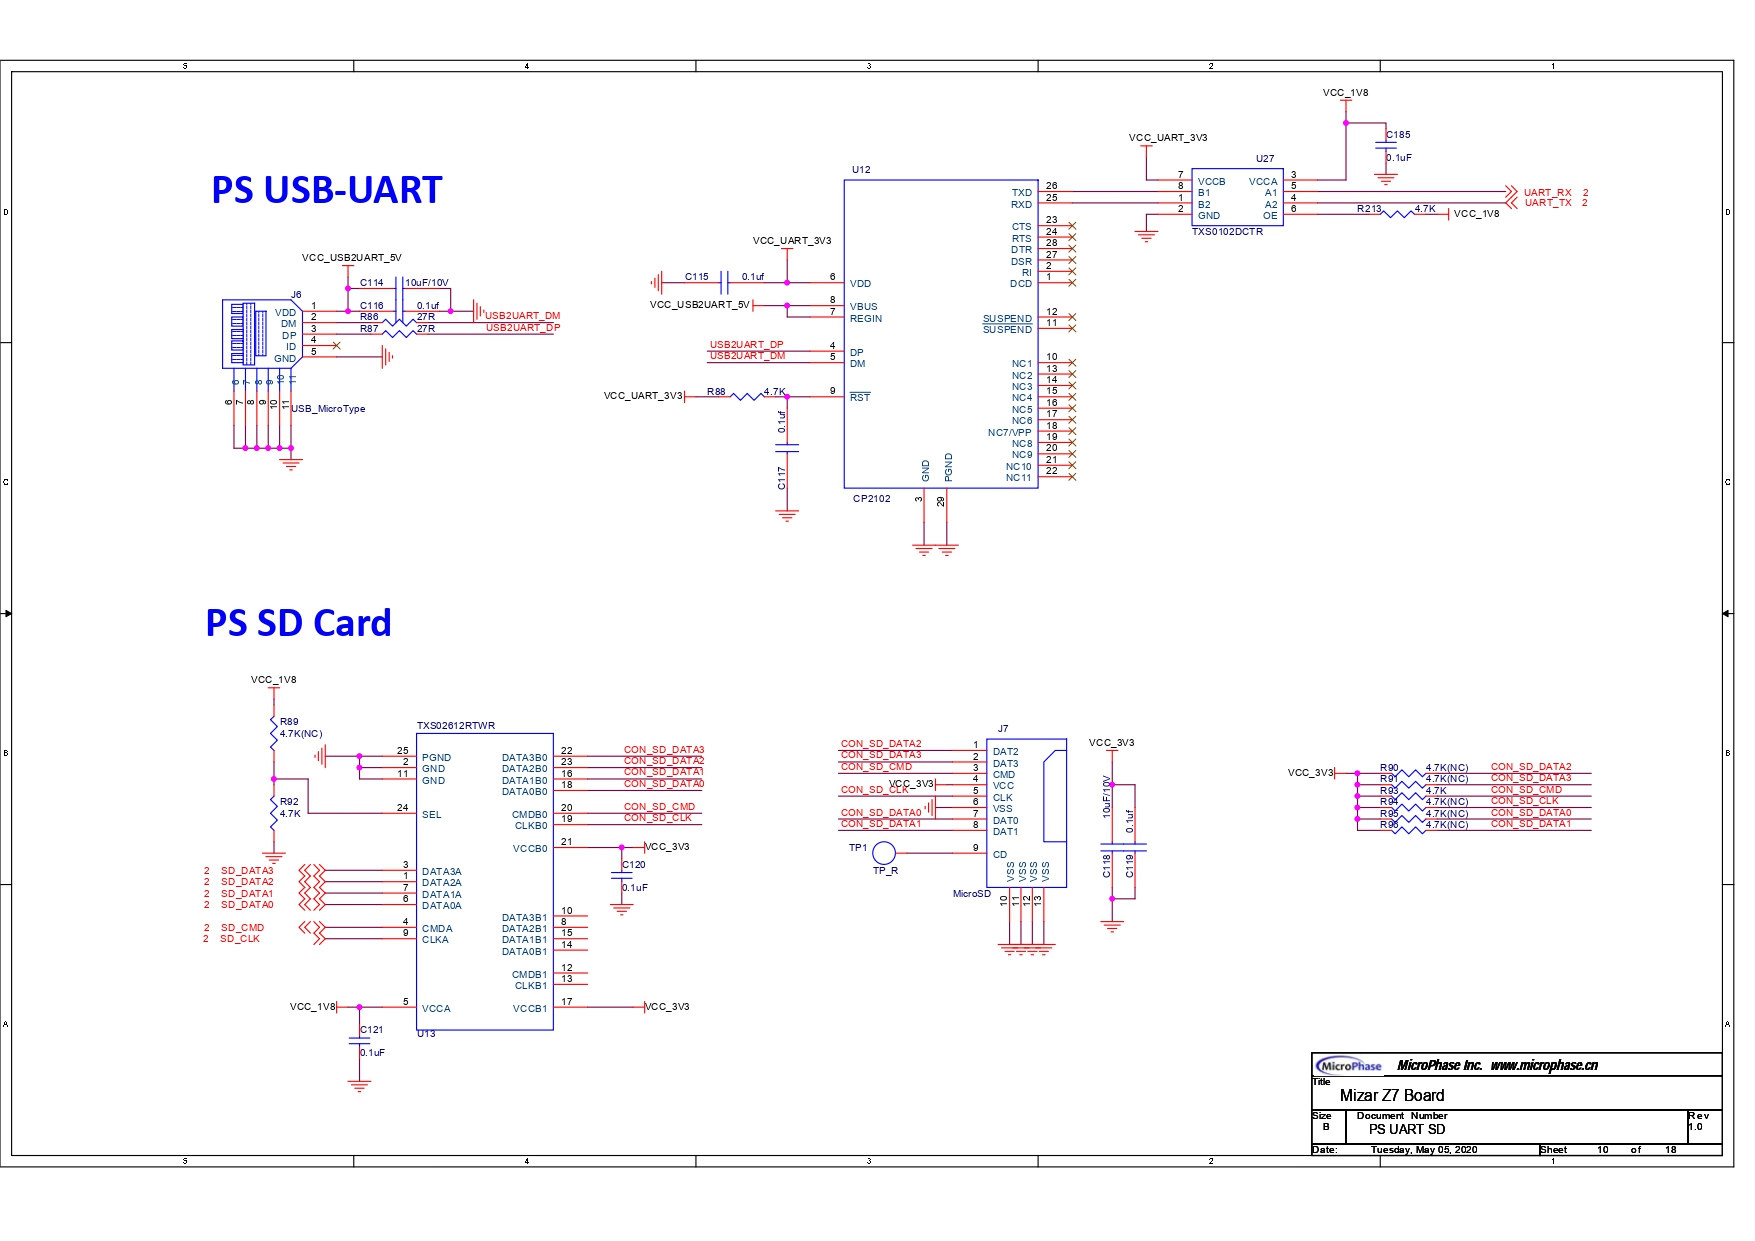 5 4 3 2 1
D D
C C
B B
A A
PS USB-UART
VCC_USB2UART_5V
C114 10uF/10V
J6
VDD 1 C116 0.1uf
DM 2 R86 27R USB2UART_DM
DP 3 R87 27R USB2UART_DP
ID 4
GND 5
6 7 8 9 10 11
6 7 8 9 10 11
USB_MicroType
U12
VCC_UART_3V3
C115 0.1uf 6 VDD
VCC_USB2UART_5V 8 VBUS
7 REGIN
USB2UART_DP 4 DP
USB2UART_DM 5 DM
VCC_UART_3V3 R88 4.7K 9 RST
0.1uf
C117
TXD 26
RXD 25
CTS 23
RTS 24
DTR 28
DSR 27
RI 2
DCD 1
SUSPEND 12
SUSPEND 11
NC1 10
NC2 13
NC3 14
NC4 15
NC5 16
NC6 17
NC7/VPP 18
NC8 19
NC9 20
NC10 21
NC11 22
GND PGND
3 29
CP2102
VCC_1V8
C185
0.1uF
VCC_UART_3V3
U27
7 VCCB VCCA 3
8 B1 A1 5 UART_RX 2
1 B2 A2 4 UART_TX 2
2 GND OE 6 R213 4.7K VCC_1V8
TXS0102DCTR
PS SD Card
VCC_1V8
R89
4.7K(NC)
R92
4.7K
TXS02612RTWR
25 PGND
2 GND
11 GND
24 SEL
2 SD_DATA3 3 DATA3A
2 SD_DATA2 1 DATA2A
2 SD_DATA1 7 DATA1A
2 SD_DATA0 6 DATA0A
2 SD_CMD 4 CMDA
2 SD_CLK 9 CLKA
VCC_1V8 5 VCCA
C121
0.1uF
U13
DATA3B0 22 CON_SD_DATA3
DATA2B0 23 CON_SD_DATA2
DATA1B0 16 CON_SD_DATA1
DATA0B0 18 CON_SD_DATA0
CMDB0 20 CON_SD_CMD
CLKB0 19 CON_SD_CLK
VCCB0 21 VCC_3V3
C120
0.1uF
DATA3B1 10
DATA2B1 8
DATA1B1 15
DATA0B1 14
CMDB1 12
CLKB1 13
VCCB1 17 VCC_3V3
J7
CON_SD_DATA2 1 DAT2
CON_SD_DATA3 2 DAT3
CON_SD_CMD 3 CMD
VCC_3V3 4 VCC
CON_SD_CLK 5 CLK
6 VSS
CON_SD_DATA0 7 DAT0
CON_SD_DATA1 8 DAT1
TP1 9 CD
TP_R
VSS VSS VSS VSS
MicroSD
10 11 12 13
VCC_3V3
10uF/10V
0.1uf
C118
C119
VCC_3V3
R90 4.7K(NC) CON_SD_DATA2
R91 4.7K(NC) CON_SD_DATA3
R93 4.7K CON_SD_CMD
R94 4.7K(NC) CON_SD_CLK
R95 4.7K(NC) CON_SD_DATA0
R96 4.7K(NC) CON_SD_DATA1
MicroPhase MicroPhase Inc. www.microphase.cn
Title
Mizar Z7 Board
Size Document Number Rev
B PS UART SD 1.0
Date: Tuesday, May 05, 2020 Sheet 10 of 18
5 4 3 2 1